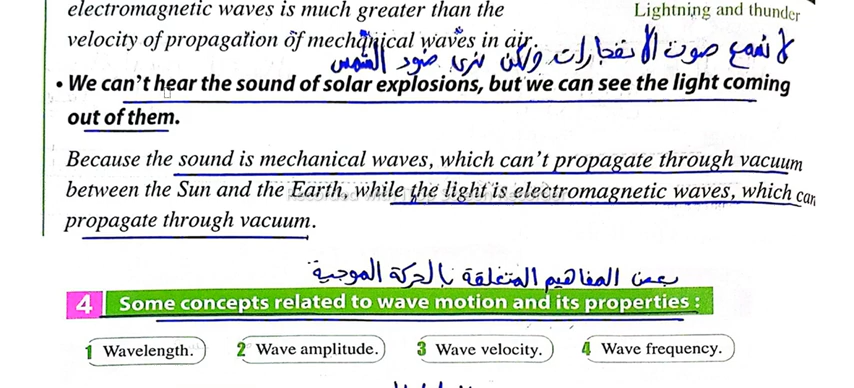 electromagnetic waves is much greater than the
Lightning and thunder
velocity of propagation of mechanical waves in air.
لا نسمع صوت الانفجارات ولكن نرى ضوء الشمس
• We can't hear the sound of solar explosions, but we can see the light coming
out of them.
Because the sound is mechanical waves, which can't propagate through vacuum
between the Sun and the Earth, while the light is electromagnetic waves, which can
propagate through vacuum.
بعض المفاهيم المتعلقة بالحركة الموجية
4 Some concepts related to wave motion and its properties :
1 Wavelength. 2 Wave amplitude. 3 Wave velocity. 4 Wave frequency.